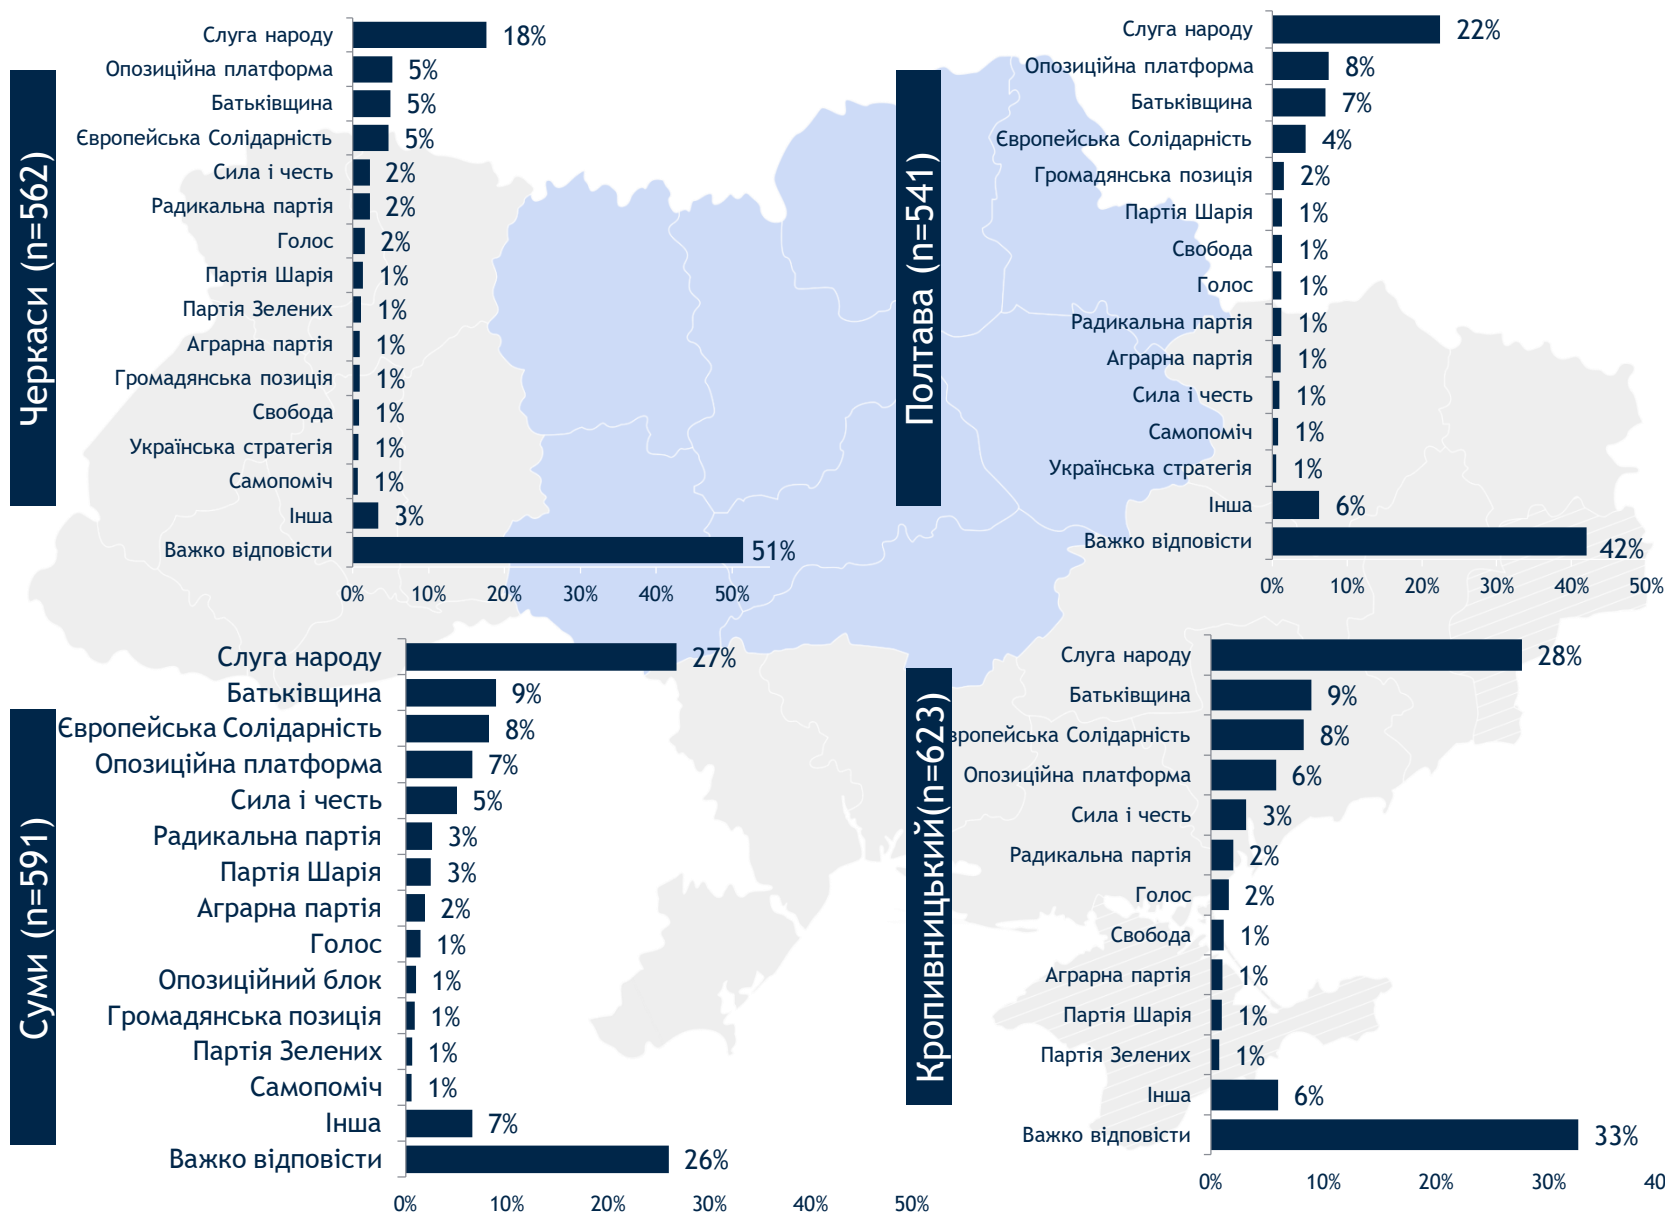 Черкаси (n=562)
Слуга народу 18%
Опозиційна платформа 5%
Батьківщина 5%
Європейська Солідарність 5%
Сила і честь 2%
Радикальна партія 2%
Голос 2%
Партія Шарія 1%
Партія Зелених 1%
Аграрна партія 1%
Громадянська позиція 1%
Свобода 1%
Українська стратегія 1%
Самопоміч 1%
Інша 3%
Важко відповісти 51%
0% 10% 20% 30% 40% 50%
Полтава (n=541)
Слуга народу 22%
Опозиційна платформа 8%
Батьківщина 7%
Європейська Солідарність 4%
Громадянська позиція 2%
Партія Шарія 1%
Свобода 1%
Голос 1%
Радикальна партія 1%
Аграрна партія 1%
Сила і честь 1%
Самопоміч 1%
Українська стратегія 1%
Інша 6%
Важко відповісти 42%
0% 10% 20% 30% 40% 50%
Суми (n=591)
Слуга народу 27%
Батьківщина 9%
Європейська Солідарність 8%
Опозиційна платформа 7%
Сила і честь 5%
Радикальна партія 3%
Партія Шарія 3%
Аграрна партія 2%
Голос 1%
Опозиційний блок 1%
Громадянська позиція 1%
Партія Зелених 1%
Самопоміч 1%
Інша 7%
Важко відповісти 26%
0% 10% 20% 30% 40% 50%
Кропивницький(n=623)
Слуга народу 28%
Батьківщина 9%
вропейська Солідарність 8%
Опозиційна платформа 6%
Сила і честь 3%
Радикальна партія 2%
Голос 2%
Свобода 1%
Аграрна партія 1%
Партія Шарія 1%
Партія Зелених 1%
Інша 6%
Важко відповісти 33%
0% 10% 20% 30% 40